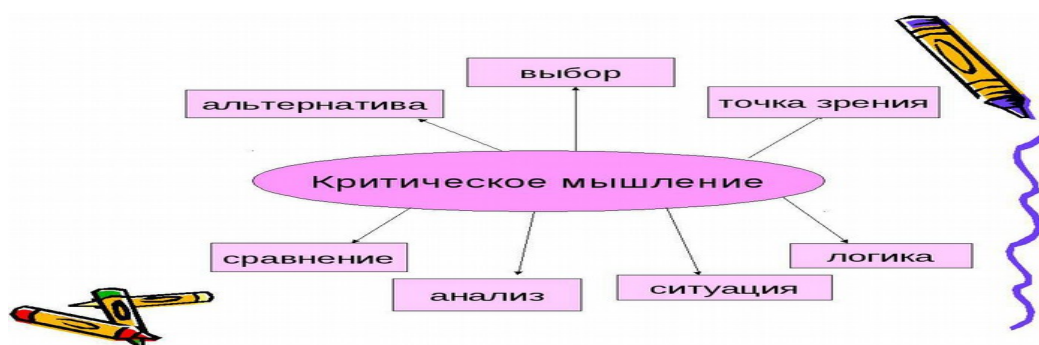 выбор
альтернатива
точка зрения
Критическое мышление
сравнение
логика
анализ
ситуация